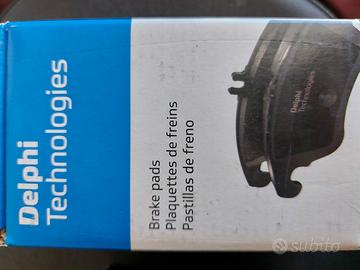 Delphi
Technologies
Brake pads
Plaquettes de freins
Pastillas de freno
Delphi
Technologies
subito